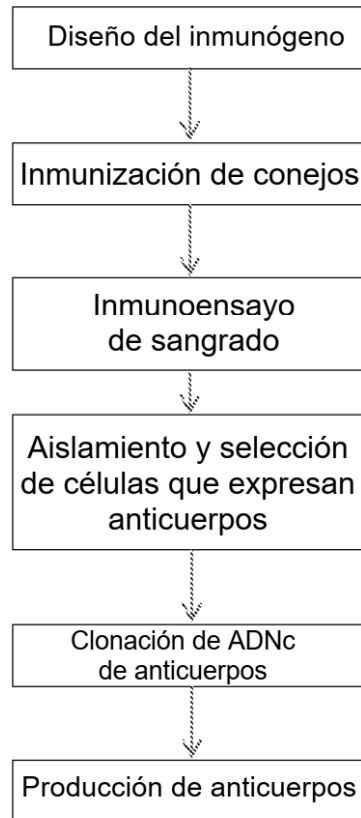 Diseño del inmunógeno
Inmunización de conejos
Inmunoensayo
de sangrado
Aislamiento y selección
de células que expresan
anticuerpos
Clonación de ADNc
de anticuerpos
Producción de anticuerpos